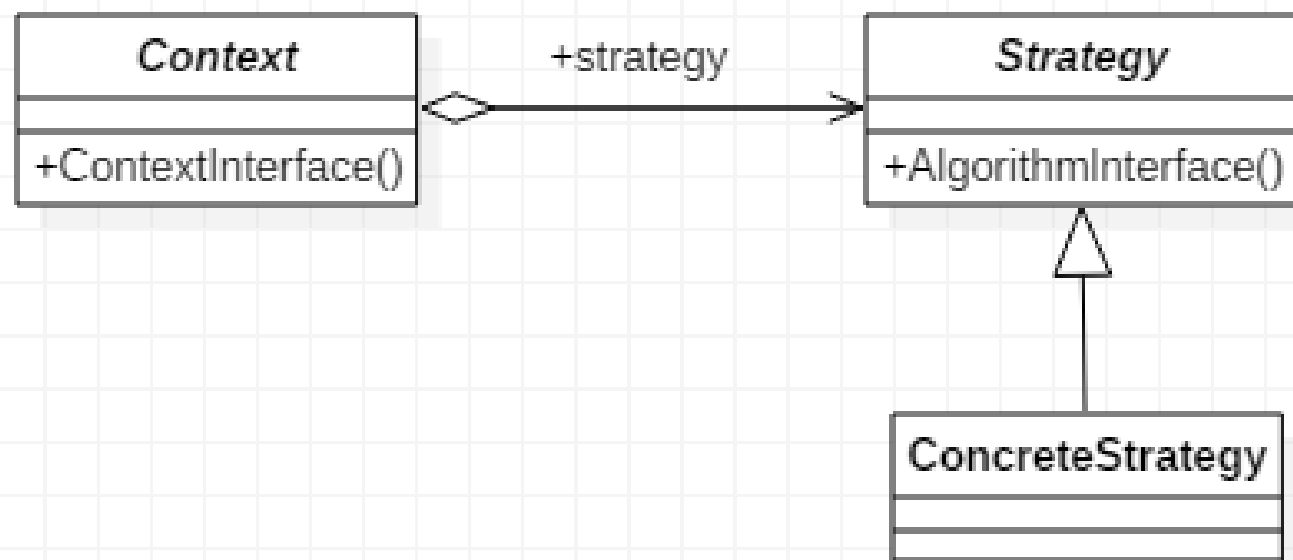 Context
+strategy
Strategy
+ContextInterface()
+AlgorithmInterface()
ConcreteStrategy